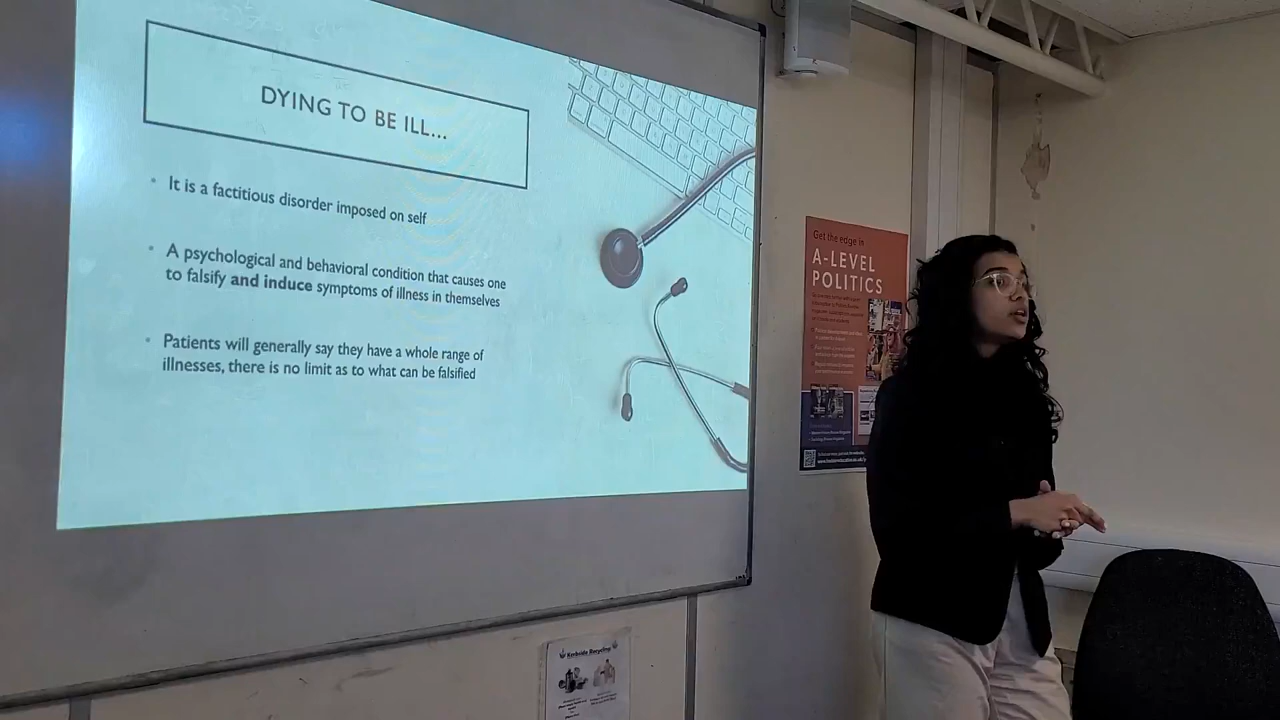 DYING TO BE ILL...
It is a factitious disorder imposed on self
A psychological and behavioral condition that causes one
to falsify and induce symptoms of illness in themselves
Patients will generally say they have a whole range of
illnesses, there is no limit as to what can be falsified
Get the edge in
A-LEVEL
POLITICS
Kerbside Recycling